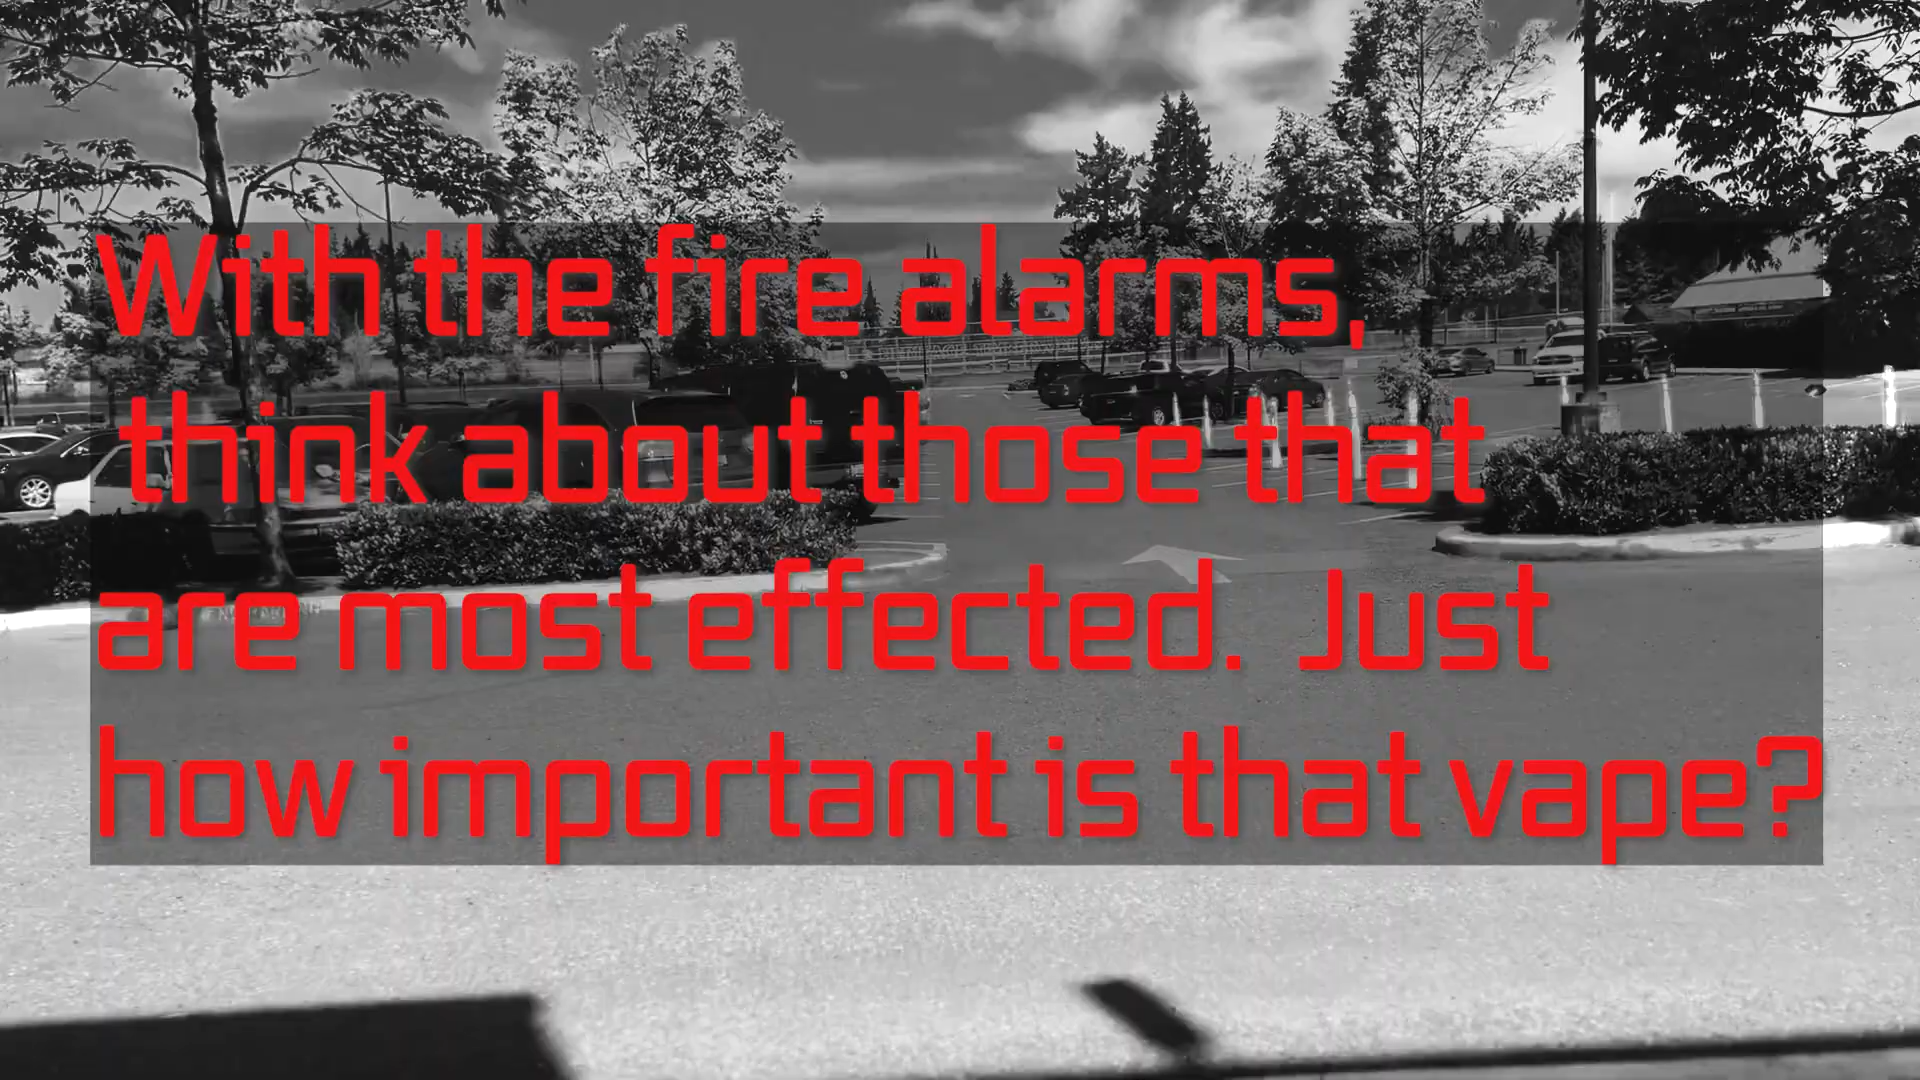 With the fire alarms,
think about those that
are most effected. Just
how important is that vape?